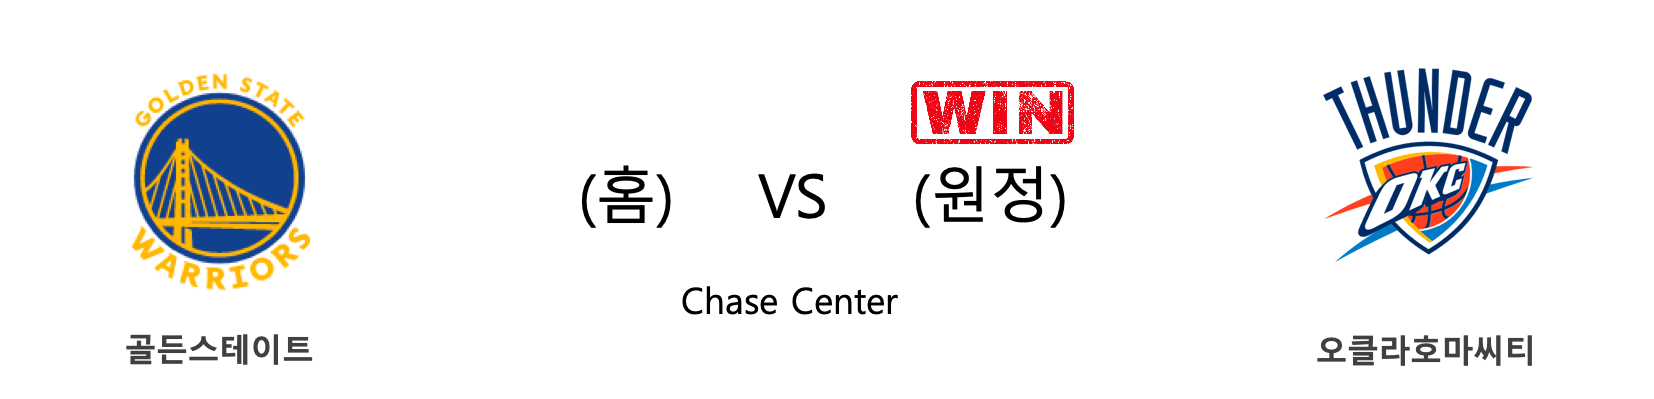 GOLDEN STATE
WARRIORS
골든스테이트
(홈) VS (원정)
WIN
Chase Center
THUNDER
OKC
오클라호마씨티